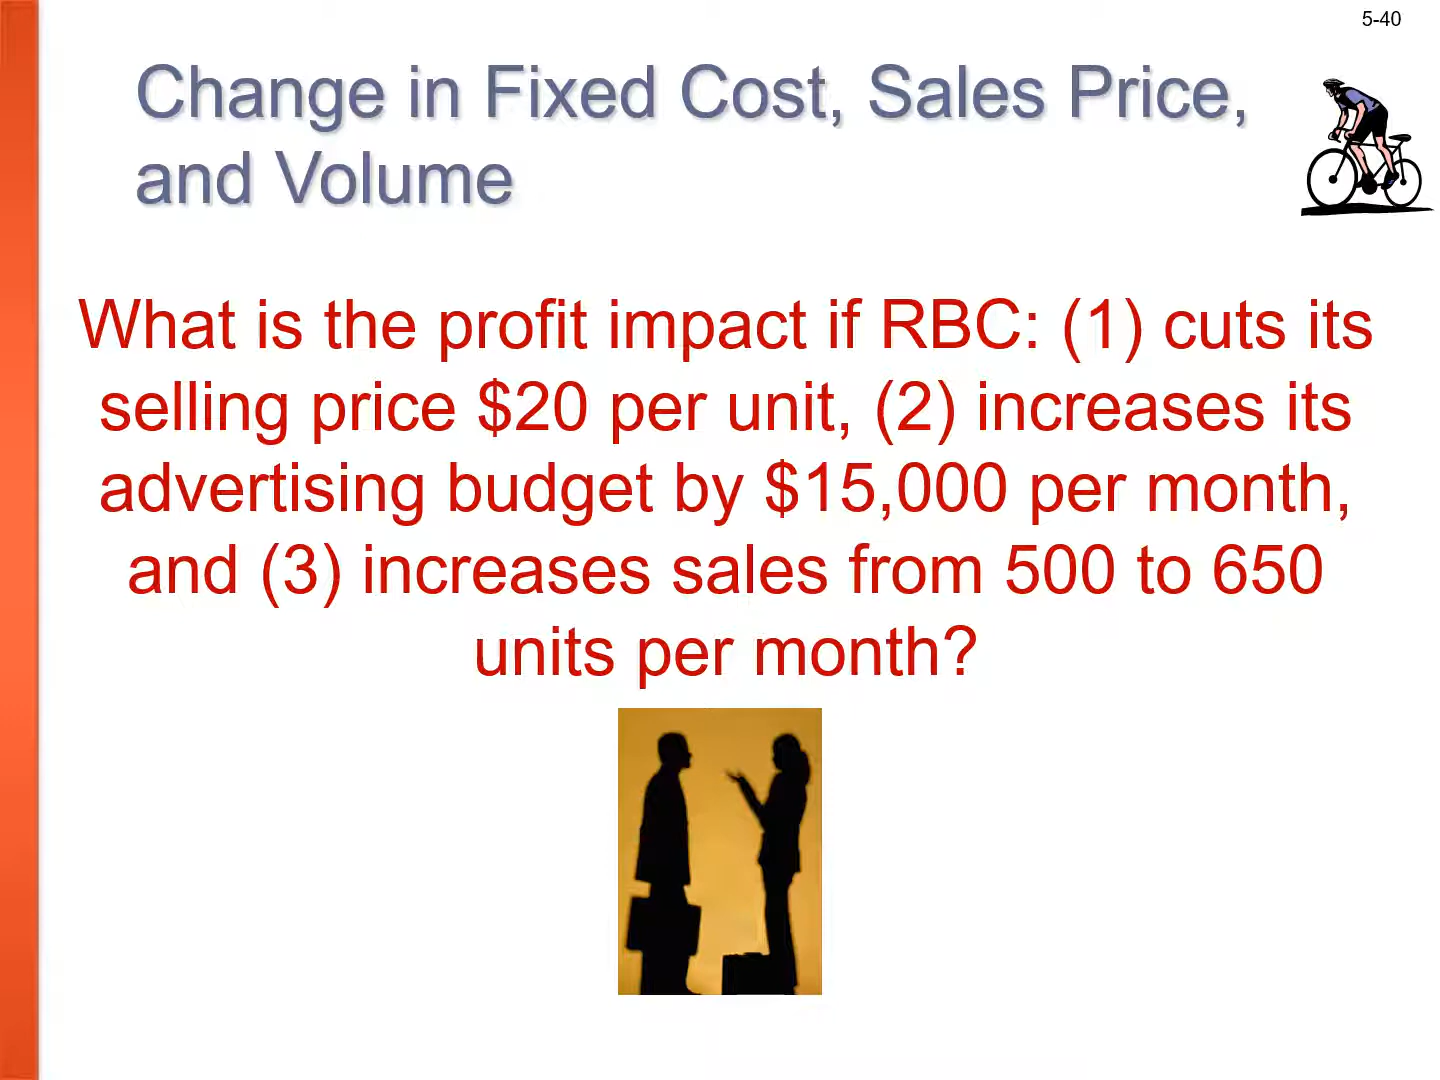 5-40
Change in Fixed Cost, Sales Price,
and Volume
What is the profit impact if RBC: (1) cuts its
selling price $20 per unit, (2) increases its
advertising budget by $15,000 per month,
and (3) increases sales from 500 to 650
units per month?